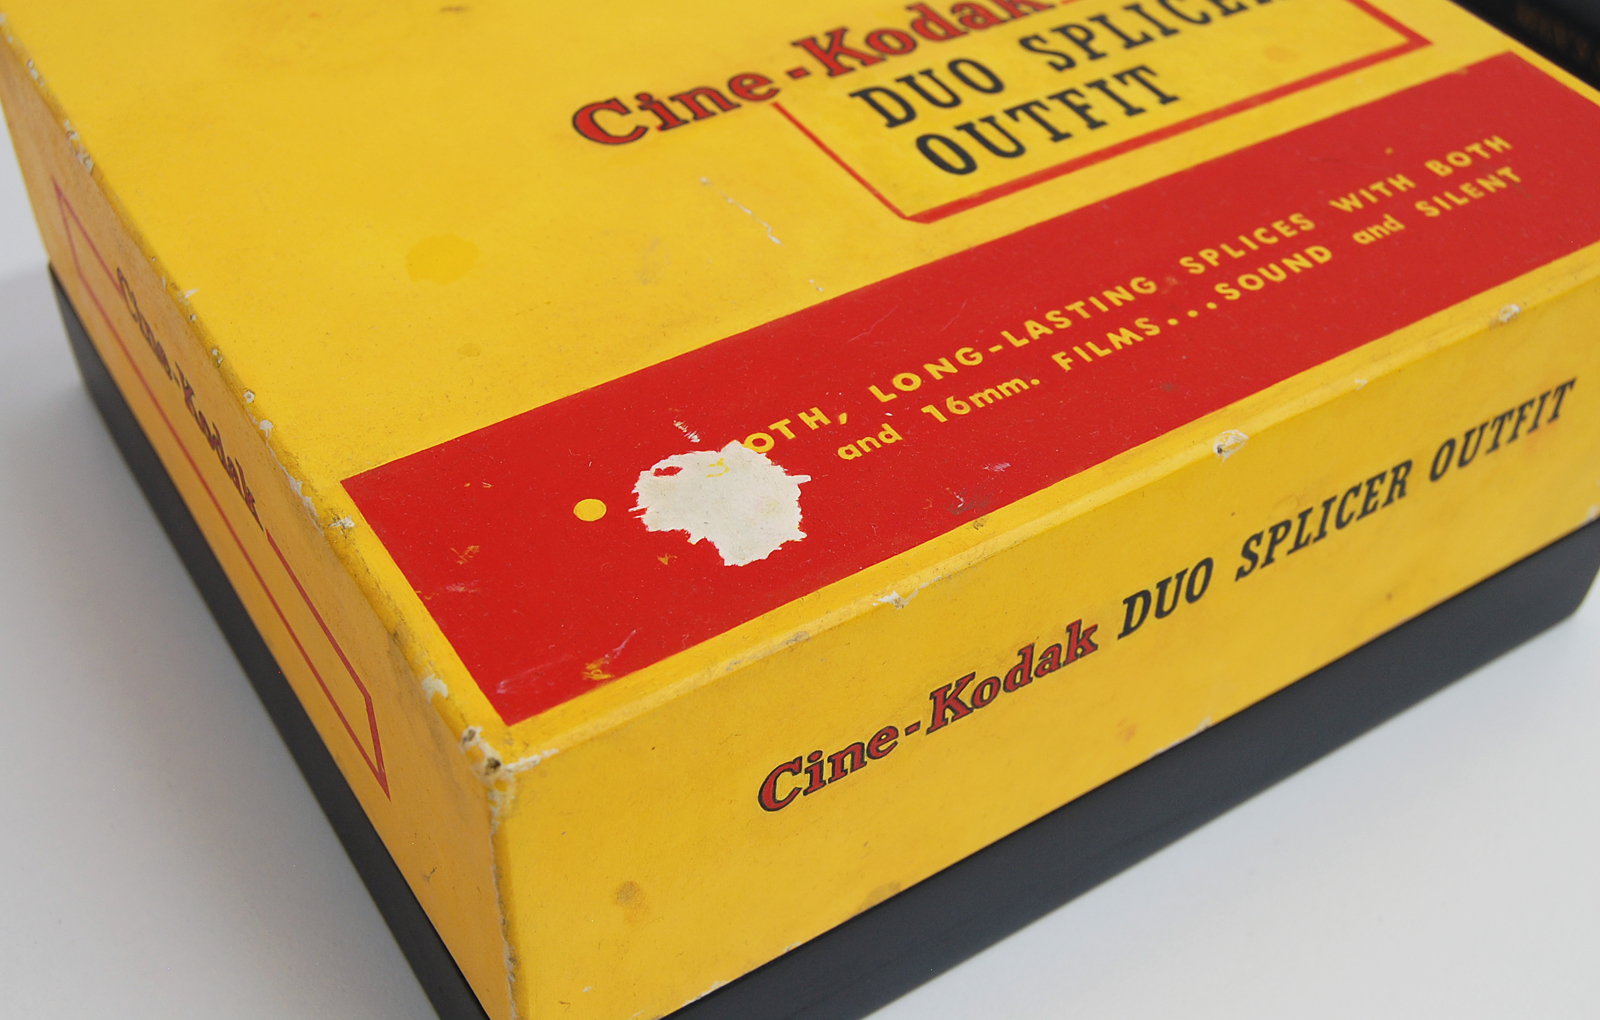 Cine-Kodak
DUO SPLICER
OUTFIT
OTH, LONG-LASTING SPLICES WITH BOTH
and 16mm. FILMS...SOUND and SILENT
Cine-Kodak
Cine-Kodak DUO SPLICER OUTFIT